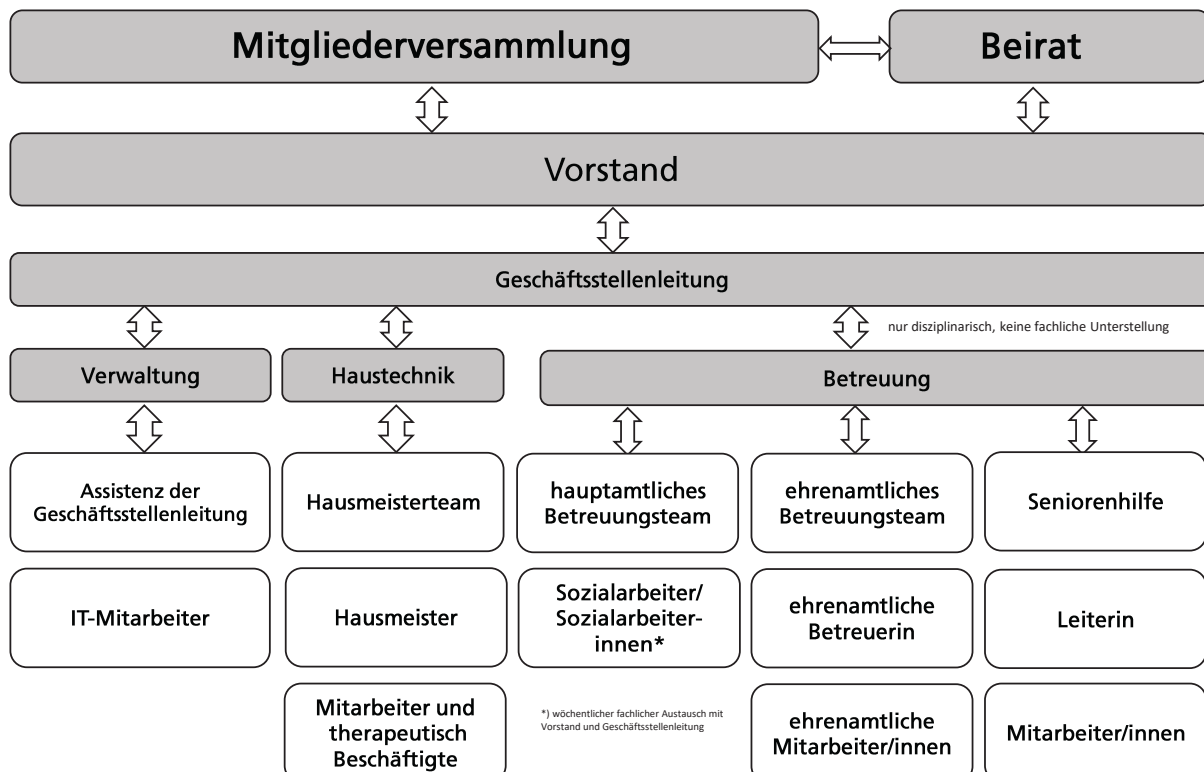 Mitgliederversammlung
Beirat
Vorstand
Geschäftsstellenleitung
nur disziplinarisch, keine fachliche Unterstellung
Verwaltung
Haustechnik
Betreuung
Assistenz der
Geschäftsstellenleitung
Hausmeisterteam
hauptamtliches
Betreuungsteam
ehrenamtliches
Betreuungsteam
Seniorenhilfe
IT-Mitarbeiter
Hausmeister
Sozialarbeiter/
Sozialarbeiter-
innen*
ehrenamtliche
Betreuerin
Leiterin
Mitarbeiter und
therapeutisch
Beschäftigte
*) wöchentlicher fachlicher Austausch mit
Vorstand und Geschäftsstellenleitung
ehrenamtliche
Mitarbeiter/innen
Mitarbeiter/innen